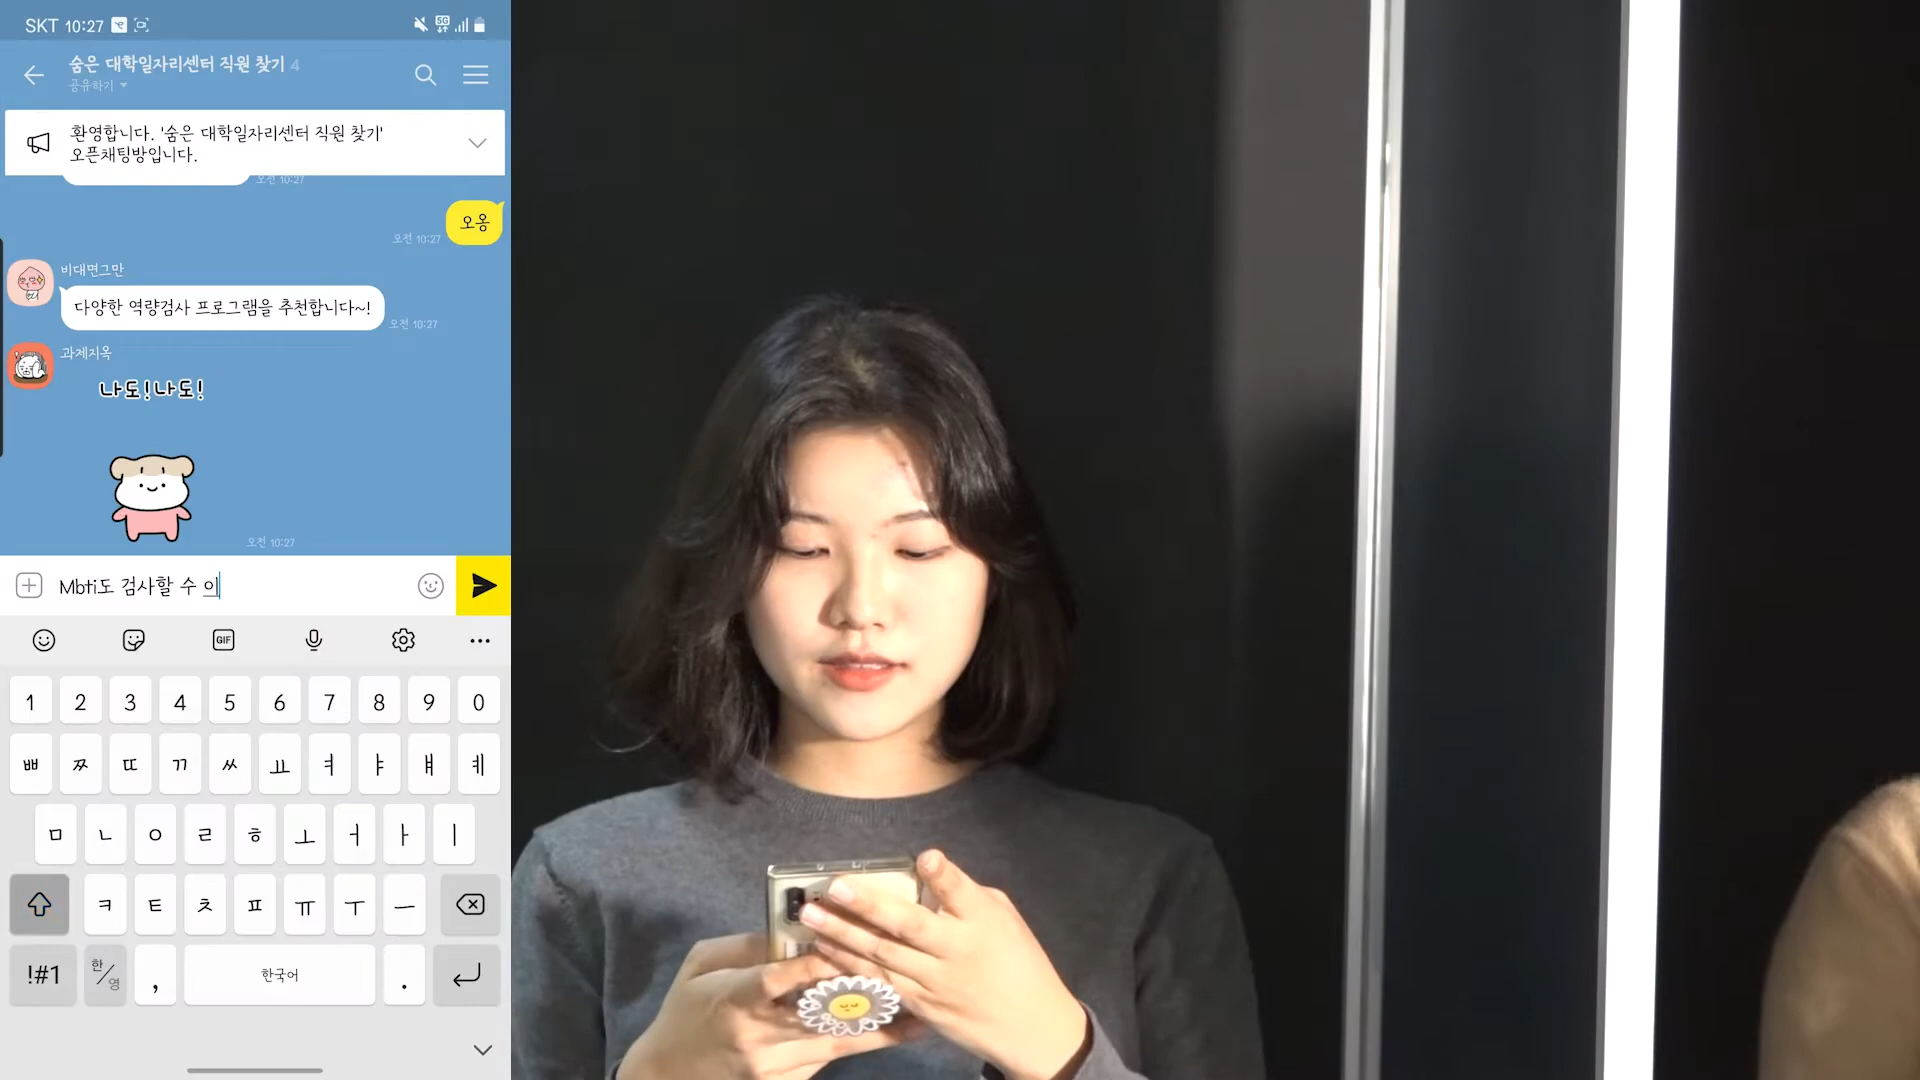 SKT 10:27
숨은 대학일자리센터 직원 찾기 4
공유하기
환영합니다. '숨은 대학일자리센터 직원 찾기'
오픈채팅방입니다.
오전 10:27
오옹
오전 10:27
비대면그만
다양한 역량검사 프로그램을 추천합니다~!
오전 10:27
과제지옥
나도!나도!
오전 10:27
Mbti도 검사할 수 이
GIF
1 2 3 4 5 6 7 8 9 0
ㅃ ㅉ ㄸ ㄲ ㅆ ㅛ ㅕ ㅑ ㅒ ㅖ
ㅁ ㄴ ㅇ ㄹ ㅎ ㅗ ㅓ ㅏ ㅣ
ㅋ ㅌ ㅊ ㅍ ㅠ ㅜ ㅡ
!#1 한/영 , 한국어 .